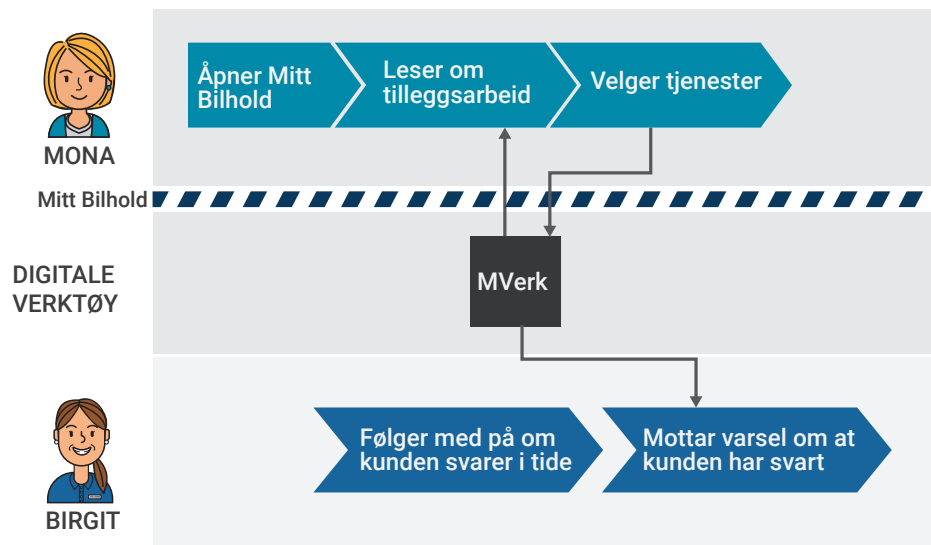 Åpner Mitt
Bilhold
Leser om
tilleggsarbeid
Velger tjenester
MONA
Mitt Bilhold
DIGITALE
VERKTØY
MVerk
Følger med på om
kunden svarer i tide
Mottar varsel om at
kunden har svart
BIRGIT